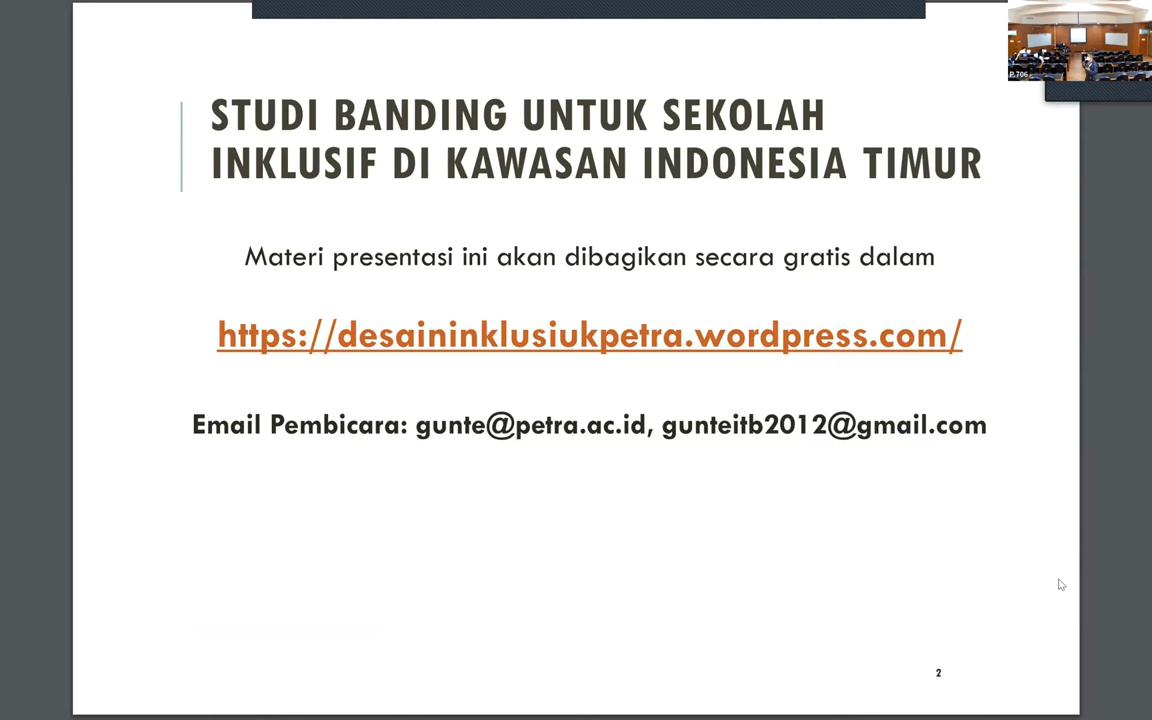 P.706
STUDI BANDING UNTUK SEKOLAH
INKLUSIF DI KAWASAN INDONESIA TIMUR
Materi presentasi ini akan dibagikan secara gratis dalam
https://desaininklusiukpetra.wordpress.com/
Email Pembicara: gunte@petra.ac.id, gunteitb2012@gmail.com
2